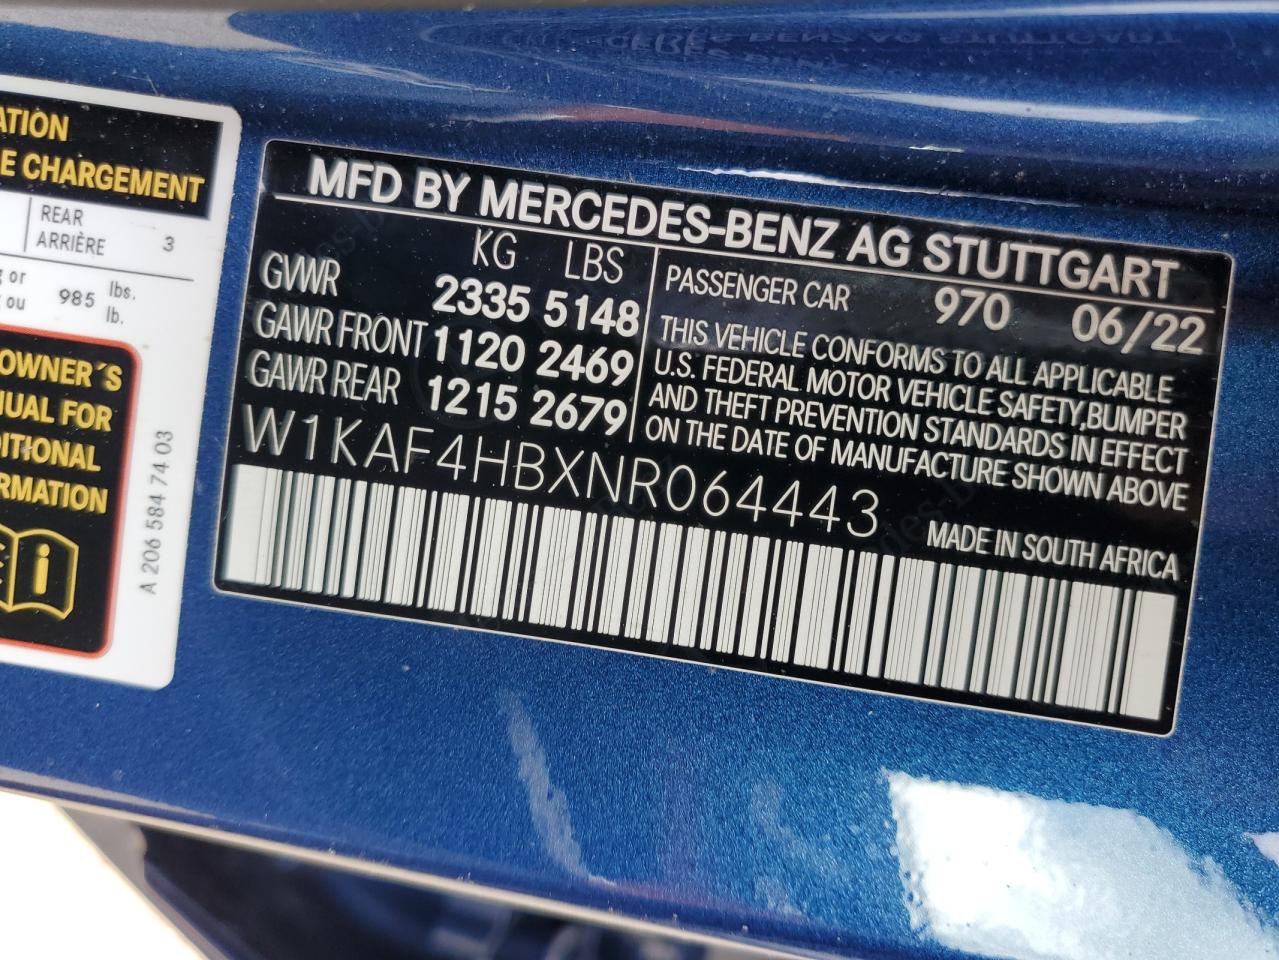 ATION
E CHARGEMENT
REAR
ARRIÈRE 3
g or
g ou 985 lbs.
lb.
OWNER´S
UAL FOR
DITIONAL
RMATION
A 206 584 74 03
MFD BY MERCEDES-BENZ AG STUTTGART
KG LBS
GVWR 2335 5148
GAWR FRONT 1120 2469
GAWR REAR 1215 2679
PASSENGER CAR 970 06/22
THIS VEHICLE CONFORMS TO ALL APPLICABLE
U.S. FEDERAL MOTOR VEHICLE SAFETY,BUMPER
AND THEFT PREVENTION STANDARDS IN EFFECT
ON THE DATE OF MANUFACTURE SHOWN ABOVE
W1KAF4HBXNR064443
MADE IN SOUTH AFRICA